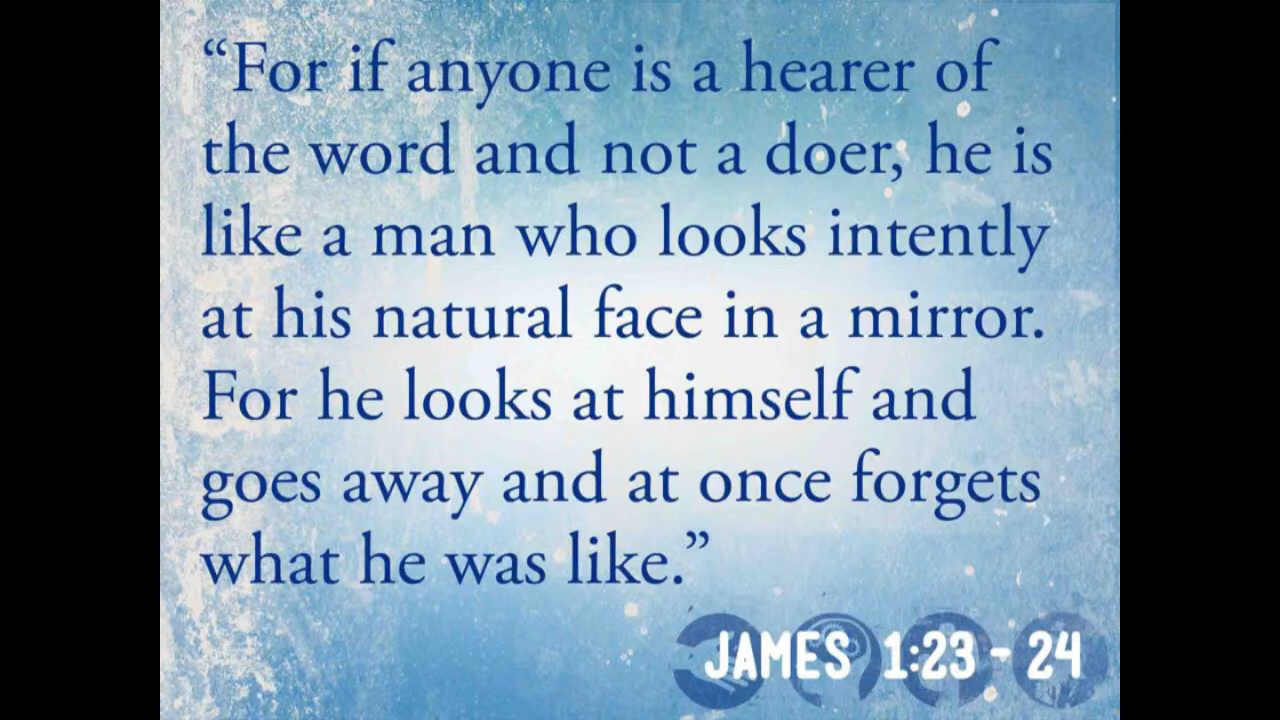 “For if anyone is a hearer of
the word and not a doer, he is
like a man who looks intently
at his natural face in a mirror.
For he looks at himself and
goes away and at once forgets
what he was like.”
JAMES 1:23 - 24